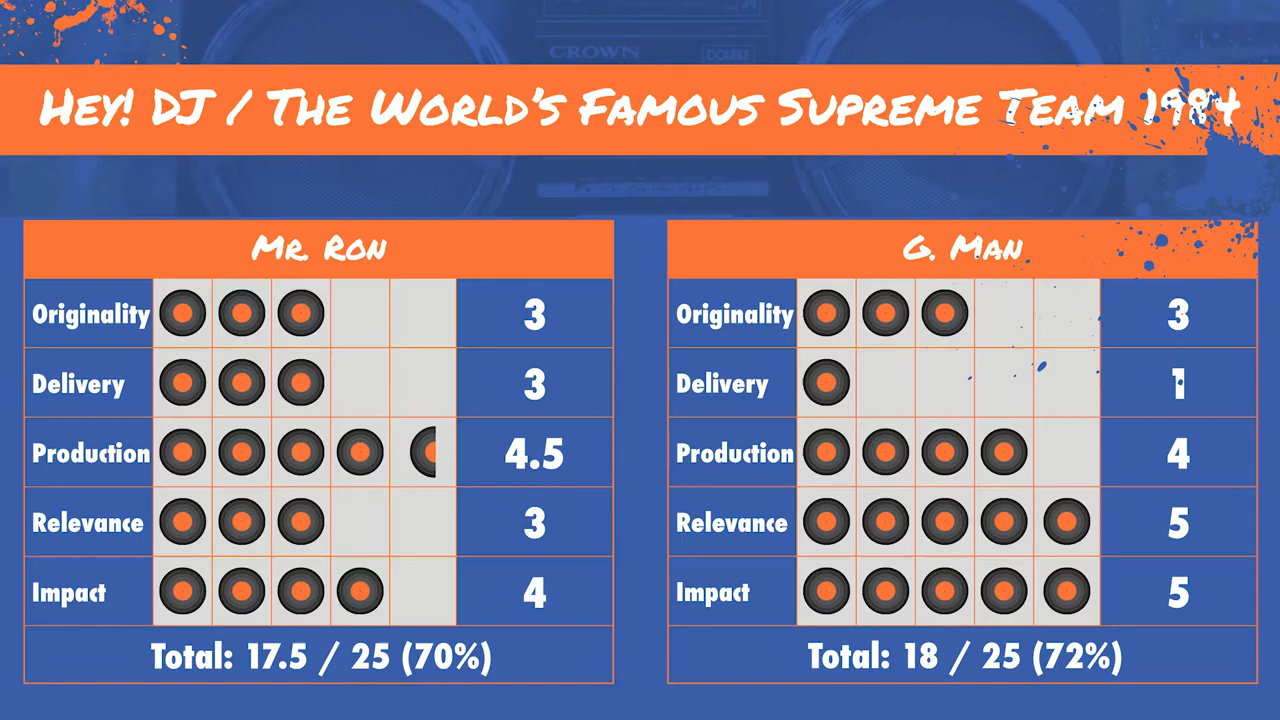 CROWN
DOUBLE
Hey! DJ / The World's Famous Supreme Team 1984
Mr. Ron
Originality 3
Delivery 3
Production 4.5
Relevance 3
Impact 4
Total: 17.5 / 25 (70%)
G. Man
Originality 3
Delivery 1
Production 4
Relevance 5
Impact 5
Total: 18 / 25 (72%)